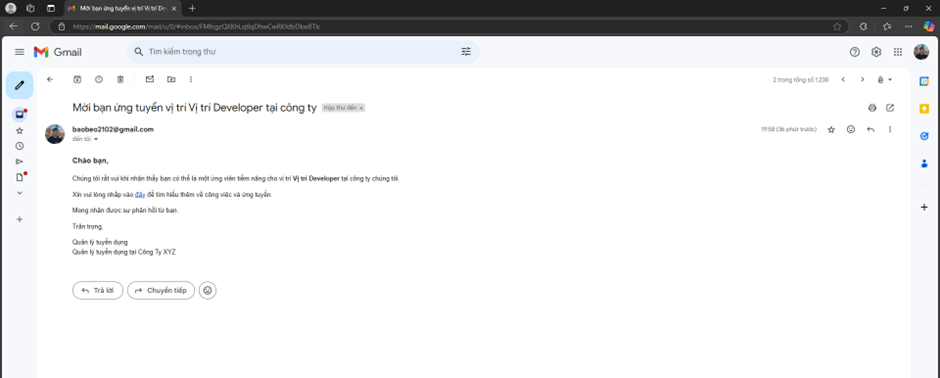 Mời bạn ứng tuyển vị trí Vị trí Dev
https://mail.google.com/mail/u/0/#inbox/
Gmail
Tìm kiếm trong thư
2 trong tổng số 1.238
Mời bạn ứng tuyển vị trí Vị trí Developer tại công ty
Hộp thư đến x
baobeo2102@gmail.com
19:58 (36 phút trước)
đến tôi
Chào bạn,
Chúng tôi rất vui khi nhận thấy bạn có thể là một ứng viên tiềm năng cho vị trí Vị trí Developer tại công ty chúng tôi.
Xin vui lòng nhấp vào đây để tìm hiểu thêm về công việc và ứng tuyển.
Mong nhận được sự phản hồi từ bạn.
Trân trọng,
Quản lý tuyển dụng
Quản lý tuyển dụng tại Công Ty XYZ
Trả lời
Chuyển tiếp